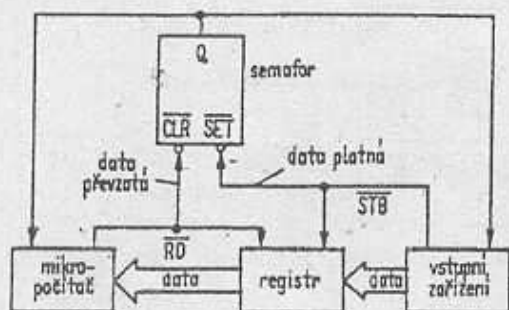 Q
semafor
CLR SET
data
převzatá
data platná
STB
RD
mikro-
počítač
data
registr
data
vstupní
zařízení